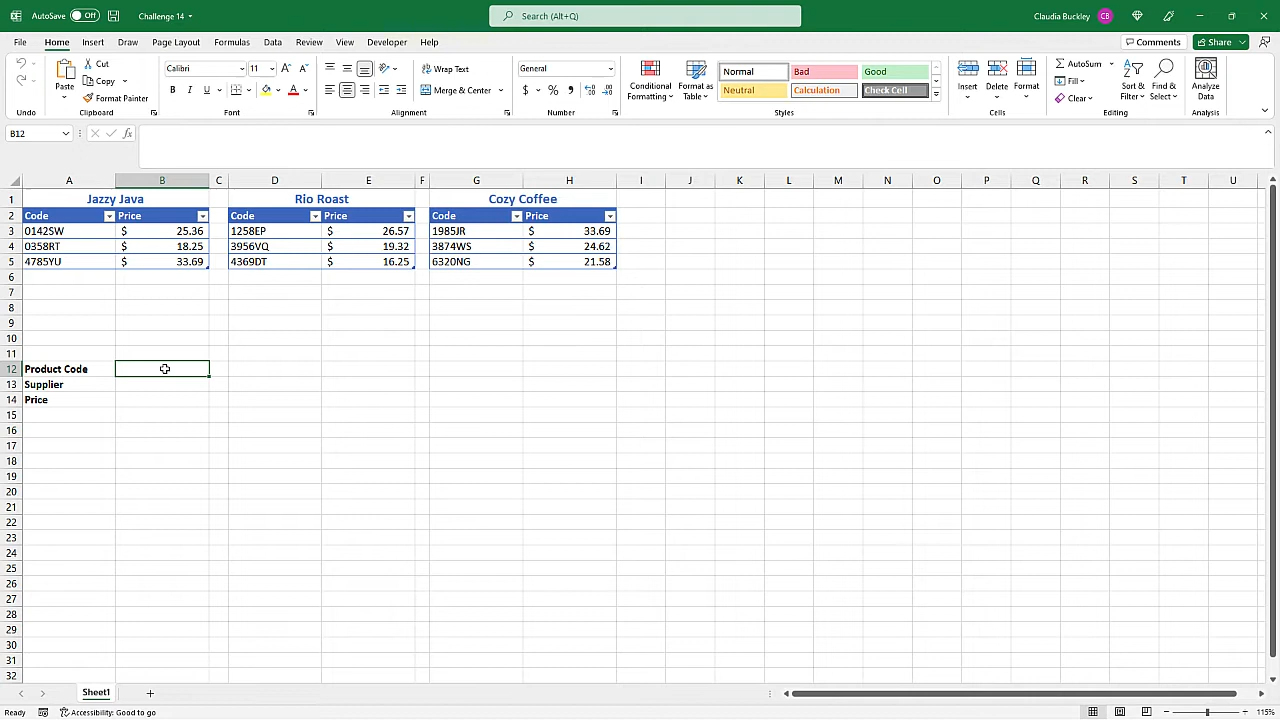 AutoSave Off Challenge 14 Search (Alt+Q) Claudia Buckley CB
File Home Insert Draw Page Layout Formulas Data Review View Developer Help Comments Share
Cut
Copy
Format Painter
Paste
Undo Clipboard
Calibri 11
B I U
Font
Wrap Text
Merge & Center
Alignment
General
$ % 9
Number
Conditional Formatting
Format as Table
Normal Bad Good
Neutral Calculation Check Cell
Styles
Insert Delete Format
Cells
AutoSum
Fill
Clear
Sort & Filter
Find & Select
Editing
Analyze Data
Analysis
B12 fx
A B C D E F G H I J K L M N O P Q R S T U
1 Jazzy Java Rio Roast Cozy Coffee
2 Code Price Code Price Code Price
3 0142SW $ 25.36 1258EP $ 26.57 1985JR $ 33.69
4 0358RT $ 18.25 3956VQ $ 19.32 3874WS $ 24.62
5 4785YU $ 33.69 4369DT $ 16.25 6320NG $ 21.58
6
7
8
9
10
11
12 Product Code
13 Supplier
14 Price
15
16
17
18
19
20
21
22
23
24
25
26
27
28
29
30
31
32
Sheet1
Ready Accessibility: Good to go 115%